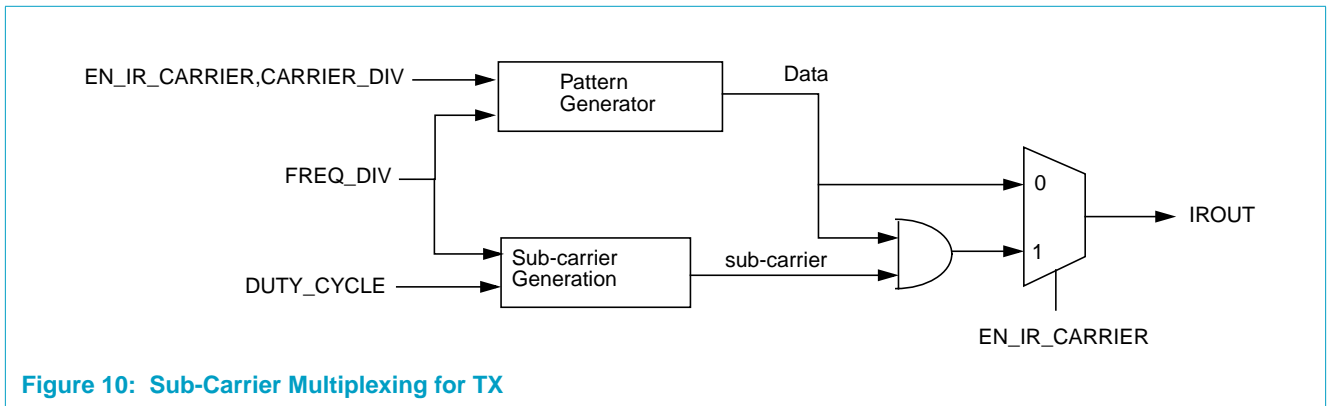 EN_IR_CARRIER,CARRIER_DIV
Pattern
Generator
Data
FREQ_DIV
0
IROUT
1
Sub-carrier
Generation
sub-carrier
DUTY_CYCLE
EN_IR_CARRIER
Figure 10: Sub-Carrier Multiplexing for TX